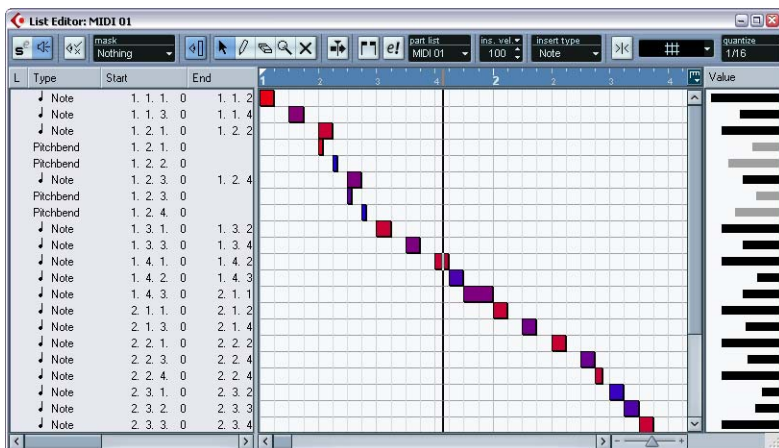 List Editor: MIDI 01
mask
Nothing
part list
MIDI 01
ins. vel.
100
insert type
Note
quantize
1/16
L Type Start End
1 2 3 4 2 2 3 4
Value
Note 1. 1. 1. 0 1. 1. 2
Note 1. 1. 3. 0 1. 1. 4
Note 1. 2. 1. 0 1. 2. 2
Pitchbend 1. 2. 1. 0
Pitchbend 1. 2. 2. 0
Note 1. 2. 3. 0 1. 2. 4
Pitchbend 1. 2. 3. 0
Pitchbend 1. 2. 4. 0
Note 1. 3. 1. 0 1. 3. 2
Note 1. 3. 3. 0 1. 3. 4
Note 1. 4. 1. 0 1. 4. 2
Note 1. 4. 2. 0 1. 4. 3
Note 1. 4. 3. 0 2. 1. 1
Note 2. 1. 1. 0 2. 1. 2
Note 2. 1. 3. 0 2. 1. 4
Note 2. 2. 1. 0 2. 2. 2
Note 2. 2. 3. 0 2. 2. 4
Note 2. 2. 4. 0 2. 2. 4
Note 2. 3. 1. 0 2. 3. 2
Note 2. 3. 2. 0 2. 3. 3
Note 2. 3. 3. 0 2. 3. 4